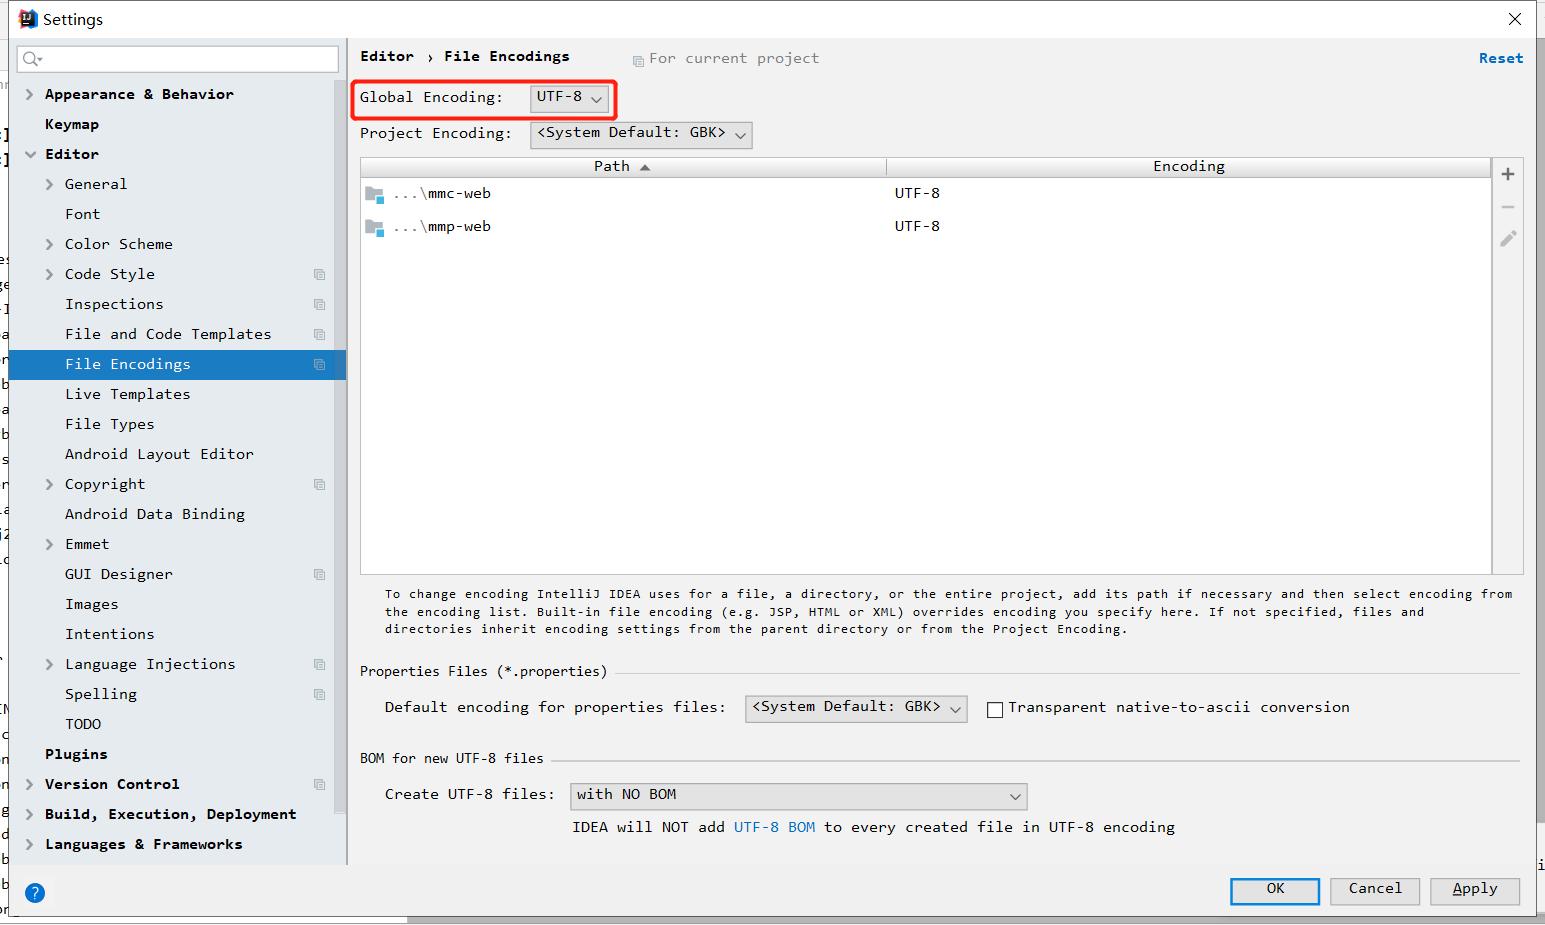 Settings
Editor › File Encodings
For current project
Reset
Appearance & Behavior
Keymap
Editor
General
Font
Color Scheme
Code Style
Inspections
File and Code Templates
File Encodings
Live Templates
File Types
Android Layout Editor
Copyright
Android Data Binding
Emmet
GUI Designer
Images
Intentions
Language Injections
Spelling
TODO
Plugins
Version Control
Build, Execution, Deployment
Languages & Frameworks
Global Encoding: UTF-8
Project Encoding: <System Default: GBK>
Path Encoding
...\mmc-web UTF-8
...\mmp-web UTF-8
To change encoding IntelliJ IDEA uses for a file, a directory, or the entire project, add its path if necessary and then select encoding from
the encoding list. Built-in file encoding (e.g. JSP, HTML or XML) overrides encoding you specify here. If not specified, files and
directories inherit encoding settings from the parent directory or from the Project Encoding.
Properties Files (*.properties)
Default encoding for properties files: <System Default: GBK> Transparent native-to-ascii conversion
BOM for new UTF-8 files
Create UTF-8 files: with NO BOM
IDEA will NOT add UTF-8 BOM to every created file in UTF-8 encoding
?
OK Cancel Apply